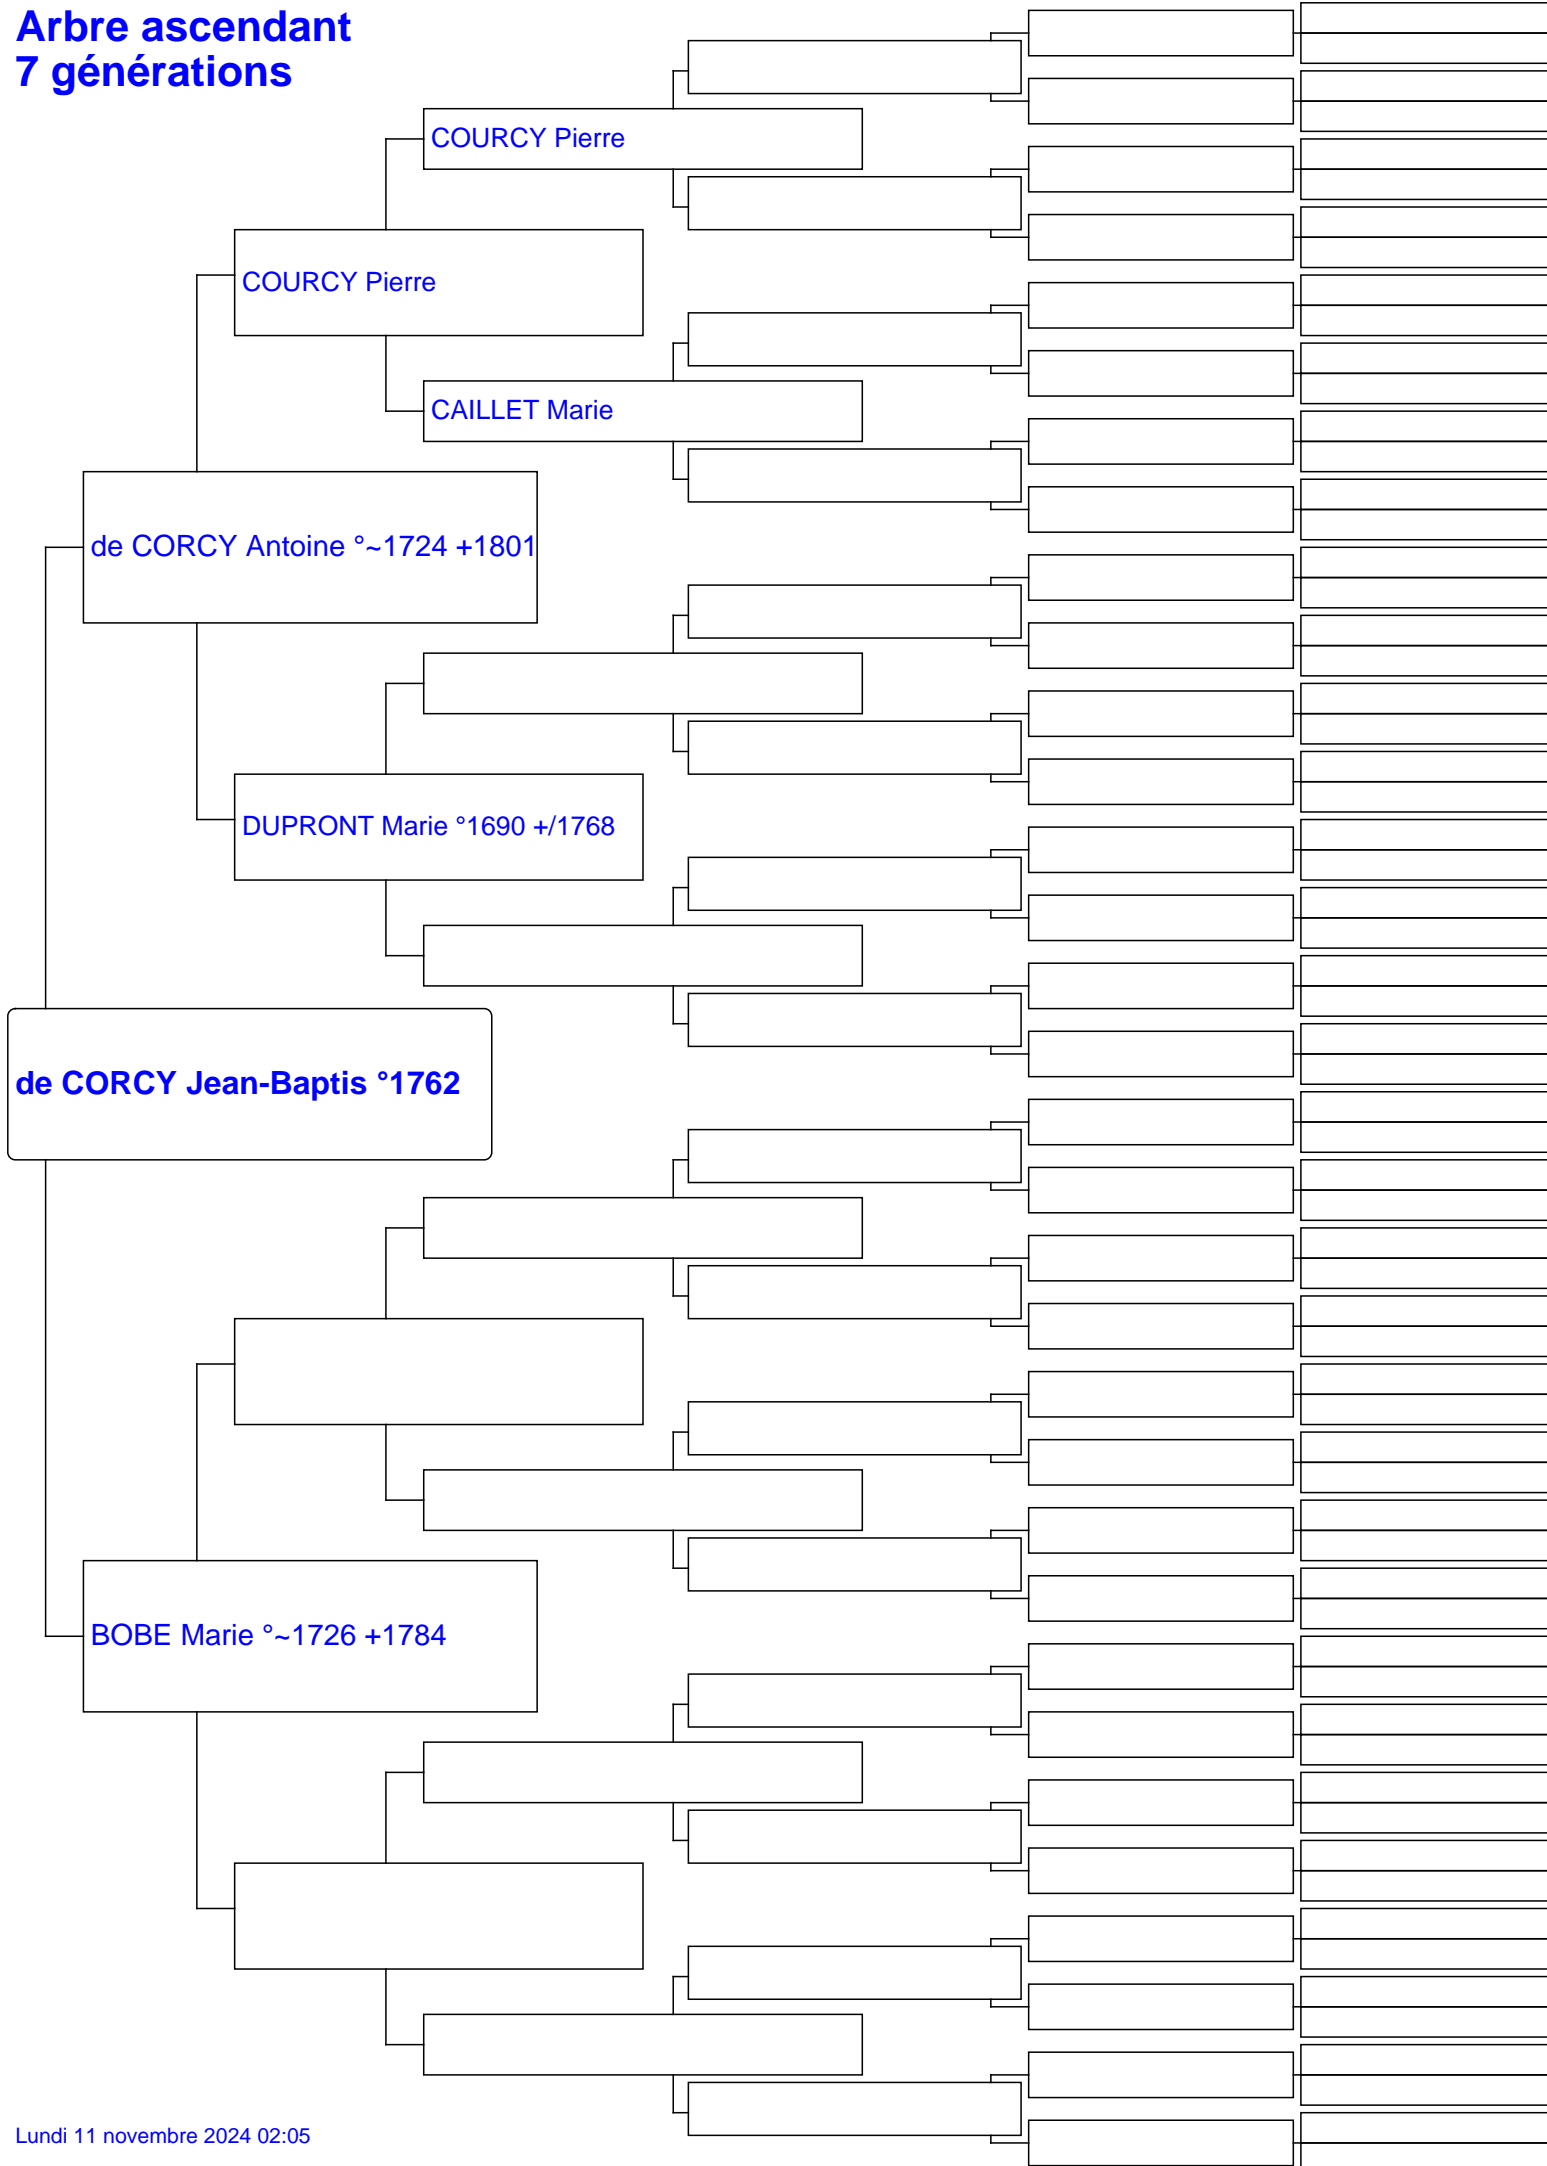 Arbre ascendant
7 générations
COURCY Pierre
COURCY Pierre
CAILLET Marie
de CORCY Antoine °~1724 +1801
DUPRONT Marie °1690 +/1768
de CORCY Jean-Baptis °1762
BOBE Marie °~1726 +1784
Lundi 11 novembre 2024 02:05